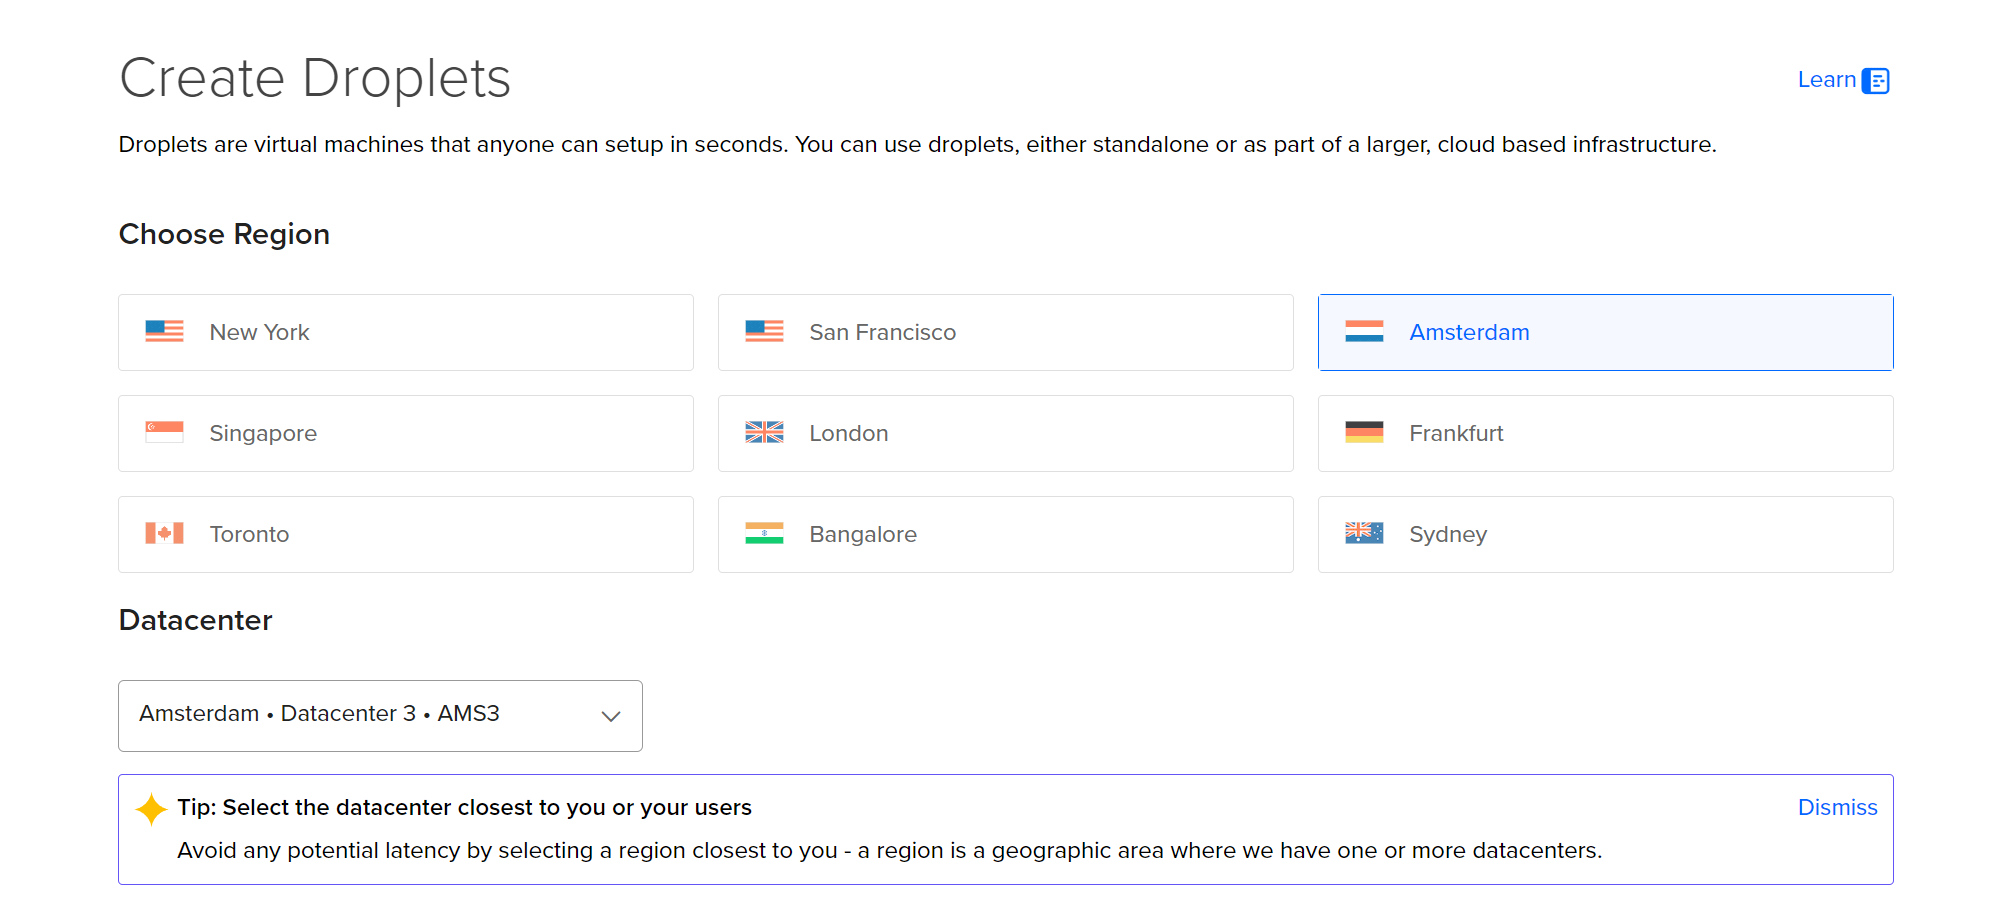 Create Droplets
Learn
Droplets are virtual machines that anyone can setup in seconds. You can use droplets, either standalone or as part of a larger, cloud based infrastructure.
Choose Region
New York
San Francisco
Amsterdam
Singapore
London
Frankfurt
Toronto
Bangalore
Sydney
Datacenter
Amsterdam • Datacenter 3 • AMS3
Tip: Select the datacenter closest to you or your users
Dismiss
Avoid any potential latency by selecting a region closest to you - a region is a geographic area where we have one or more datacenters.